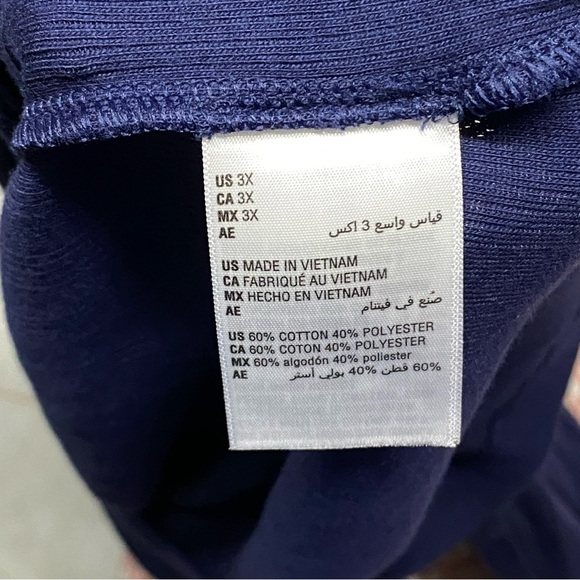 US 3X
CA 3X
MX 3X
AE قياس واسع 3 اكس
US MADE IN VIETNAM
CA FABRIQUÉ AU VIETNAM
MX HECHO EN VIETNAM
AE صُنع في فيتنام
US 60% COTTON 40% POLYESTER
CA 60% COTON 40% POLYESTER
MX 60% algodón 40% poliester
AE 60% قطن 40% بولي أستر